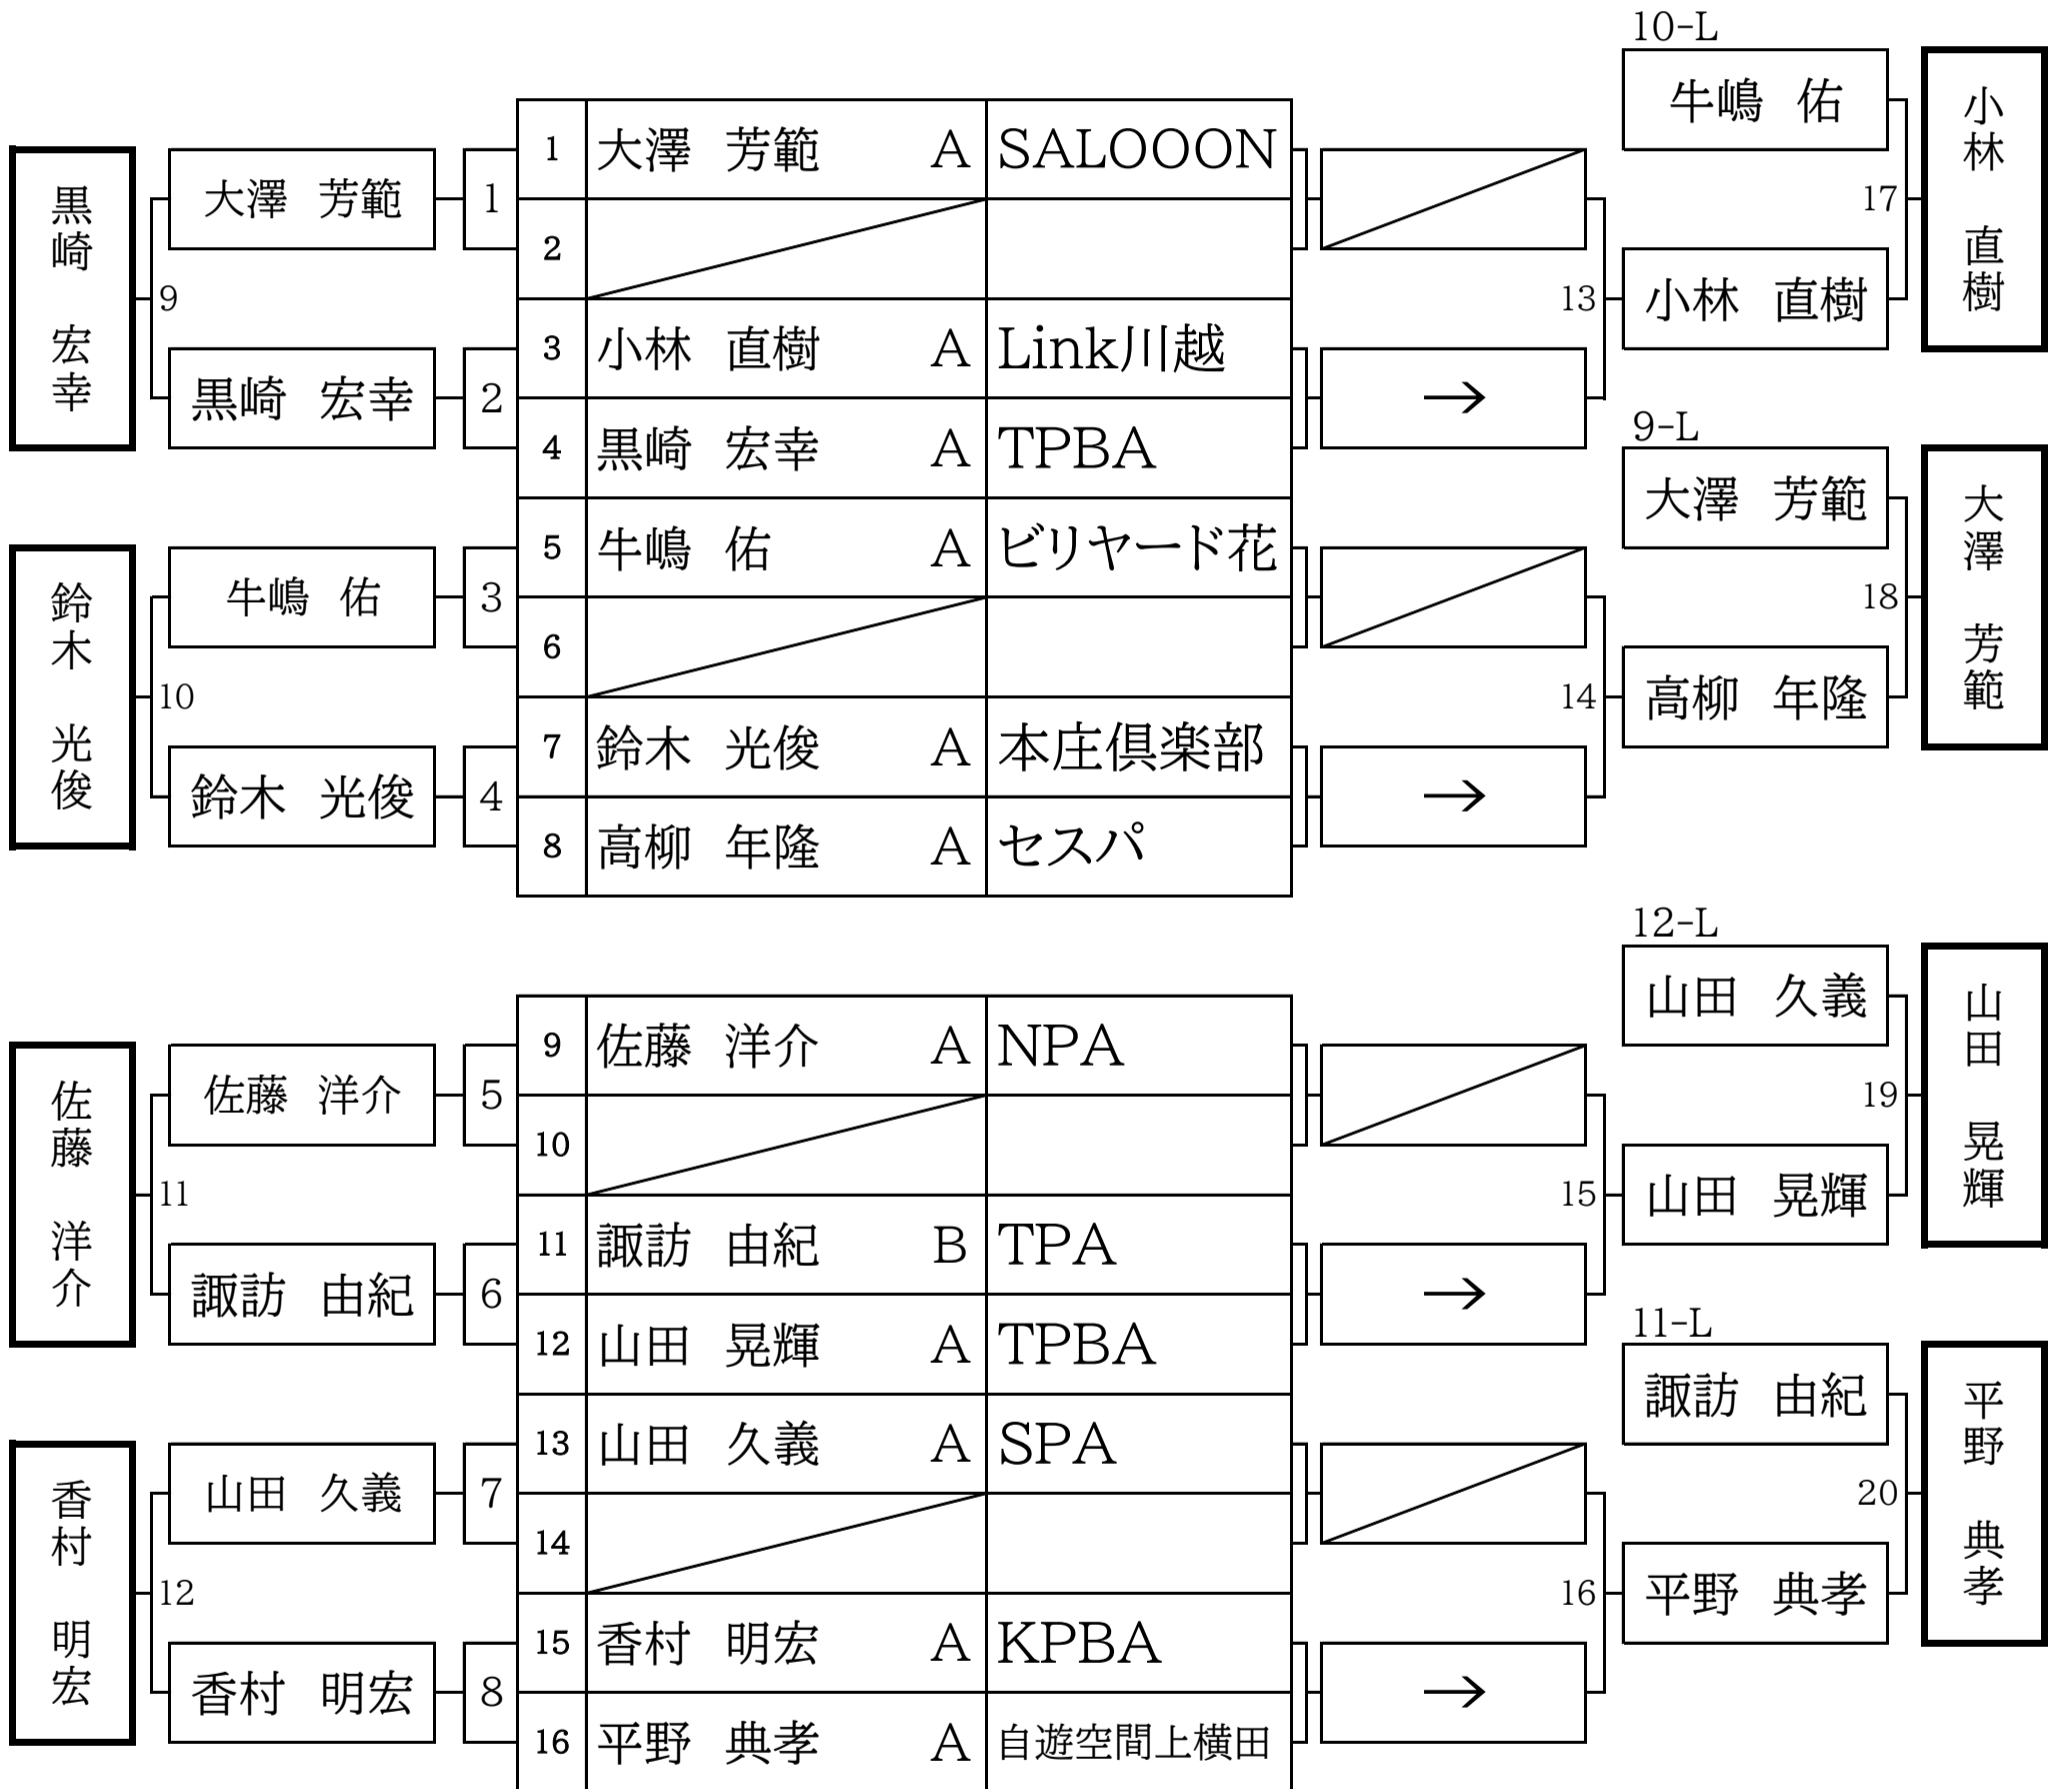 10-L
牛嶋 佑
17
小林 直樹
13
小林 直樹
9-L
大澤 芳範
18
大澤 芳範
14
高柳 年隆
黒崎 宏幸
9
大澤 芳範
1
黒崎 宏幸
2
鈴木 光俊
10
牛嶋 佑
3
鈴木 光俊
4
1 大澤 芳範 A SALOOON
2
3 小林 直樹 A Link川越
4 黒崎 宏幸 A TPBA
5 牛嶋 佑 A ビリヤード花
6
7 鈴木 光俊 A 本庄倶楽部
8 高柳 年隆 A セスパ
→
→
12-L
山田 久義
19
山田 晃輝
15
山田 晃輝
11-L
諏訪 由紀
20
平野 典孝
16
平野 典孝
佐藤 洋介
11
佐藤 洋介
5
諏訪 由紀
6
香村 明宏
12
山田 久義
7
香村 明宏
8
9 佐藤 洋介 A NPA
10
11 諏訪 由紀 B TPA
12 山田 晃輝 A TPBA
13 山田 久義 A SPA
14
15 香村 明宏 A KPBA
16 平野 典孝 A 自遊空間上横田
→
→